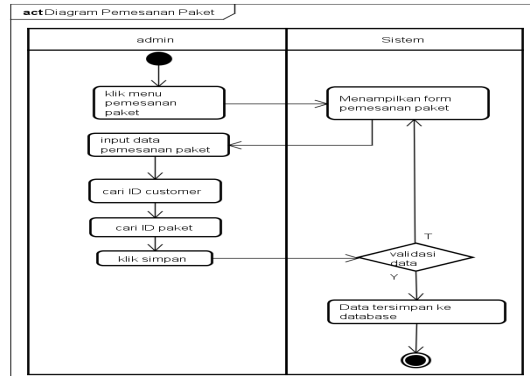 act Diagram Pemesanan Paket
admin
Sistem
klik menu
pemesanan
paket
Menampilkan form
pemesanan paket
input data
pemesanan paket
cari ID customer
cari ID paket
klik simpan
T
validasi
data
Y
Data tersimpan ke
database